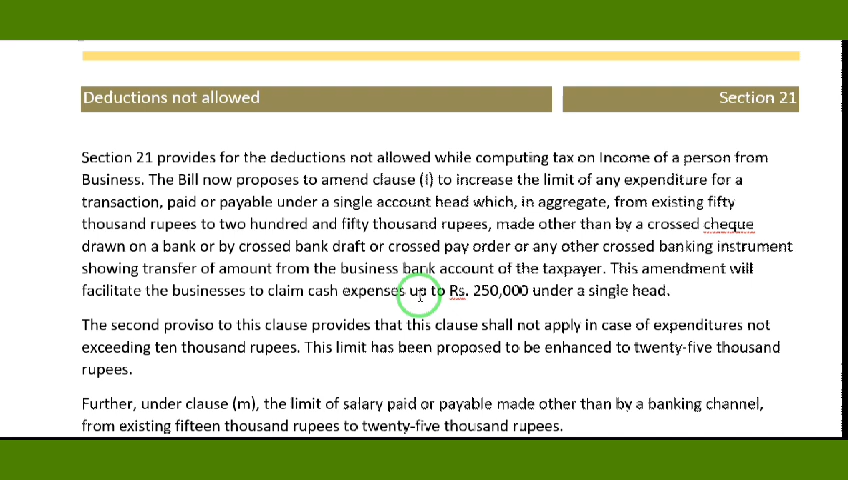 Deductions not allowed Section 21
Section 21 provides for the deductions not allowed while computing tax on Income of a person from
Business. The Bill now proposes to amend clause (l) to increase the limit of any expenditure for a
transaction, paid or payable under a single account head which, in aggregate, from existing fifty
thousand rupees to two hundred and fifty thousand rupees, made other than by a crossed cheque
drawn on a bank or by crossed bank draft or crossed pay order or any other crossed banking instrument
showing transfer of amount from the business bank account of the taxpayer. This amendment will
facilitate the businesses to claim cash expenses up to Rs. 250,000 under a single head.
The second proviso to this clause provides that this clause shall not apply in case of expenditures not
exceeding ten thousand rupees. This limit has been proposed to be enhanced to twenty-five thousand
rupees.
Further, under clause (m), the limit of salary paid or payable made other than by a banking channel,
from existing fifteen thousand rupees to twenty-five thousand rupees.